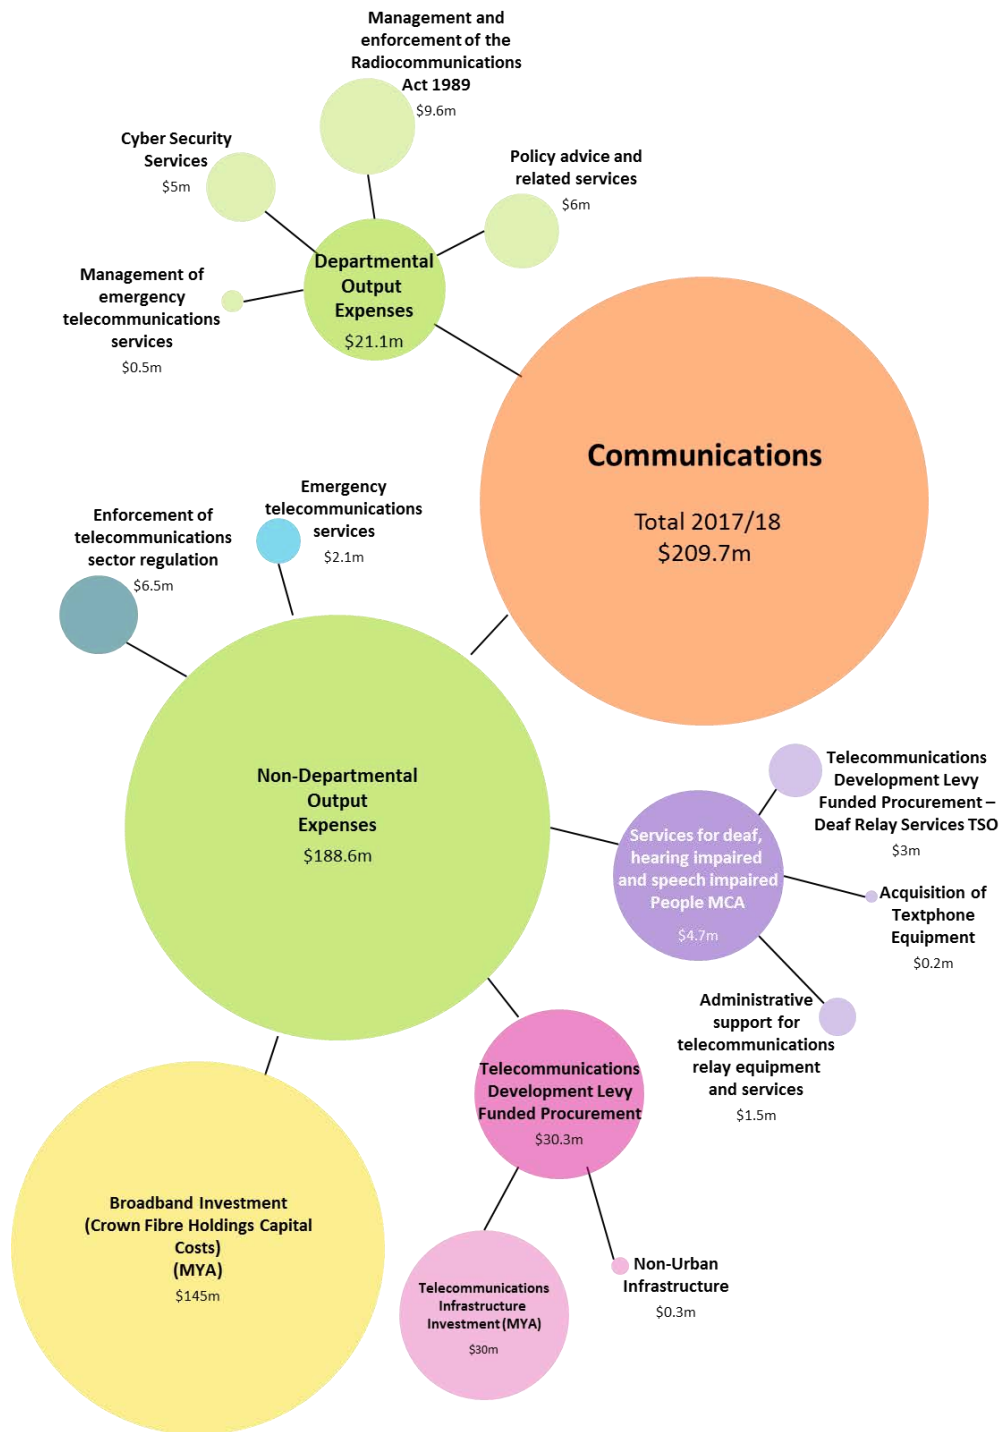 Management and
enforcement of the
Radiocommunications
Act 1989
$9.6m
Cyber Security
Services
$5m
Policy advice and
related services
$6m
Management of
emergency
telecommunications
services
$0.5m
Departmental
Output
Expenses
$21.1m
Communications
Total 2017/18
$209.7m
Emergency
telecommunications
services
$2.1m
Enforcement of
telecommunications
sector regulation
$6.5m
Non-Departmental
Output
Expenses
$188.6m
Telecommunications
Development Levy
Funded Procurement –
Deaf Relay Services TSO
$3m
Services for deaf,
hearing impaired
and speech impaired
People MCA
$4.7m
Acquisition of
Textphone
Equipment
$0.2m
Administrative
support for
telecommunications
relay equipment
and services
$1.5m
Telecommunications
Development Levy
Funded Procurement
$30.3m
Broadband Investment
(Crown Fibre Holdings Capital
Costs)
(MYA)
$145m
Telecommunications
Infrastructure
Investment (MYA)
$30m
Non-Urban
Infrastructure
$0.3m